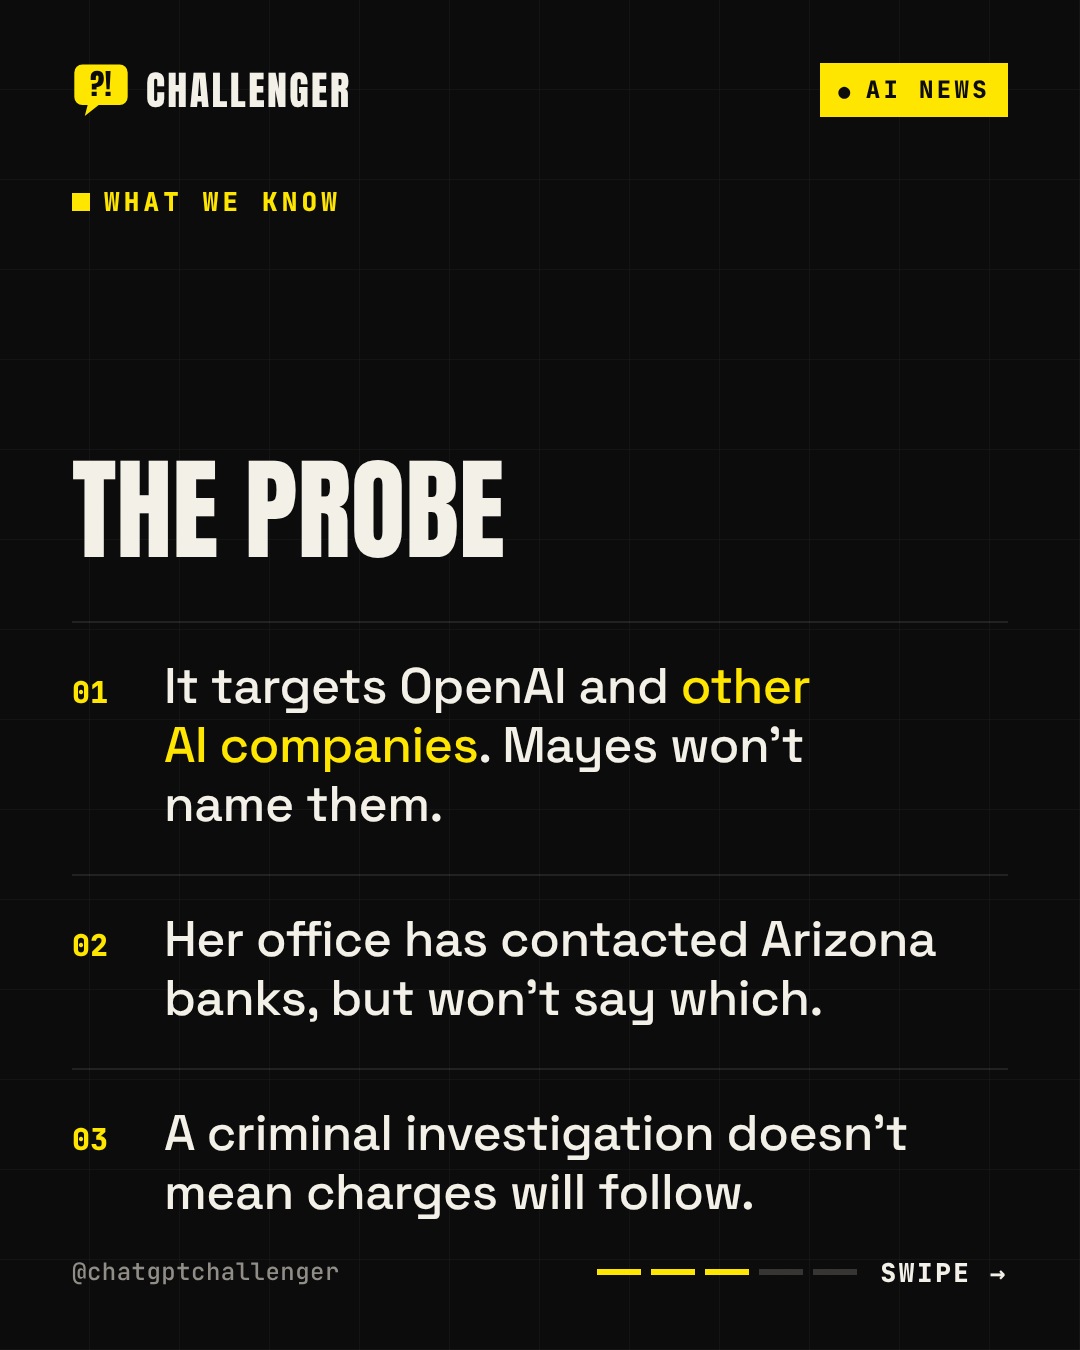 ?! CHALLENGER
● AI NEWS
WHAT WE KNOW
THE PROBE
01 It targets OpenAI and other
AI companies. Mayes won’t
name them.
02 Her office has contacted Arizona
banks, but won’t say which.
03 A criminal investigation doesn’t
mean charges will follow.
@chatgptchallenger
SWIPE →